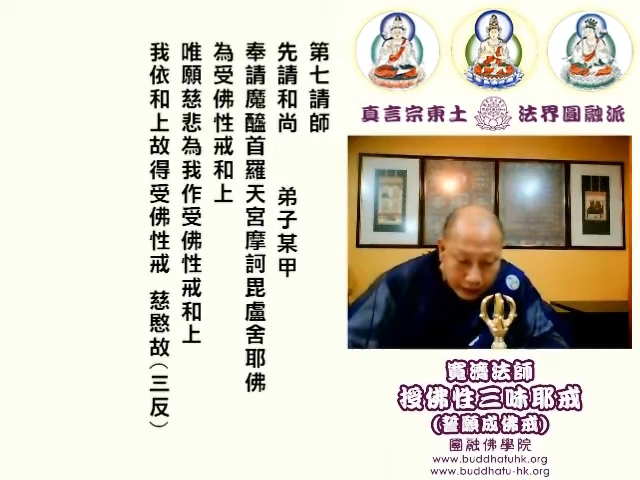 第七請師
先請和尚　弟子某甲
奉請魔醯首羅天宮摩訶毘盧舍耶佛
為受佛性戒和上
唯願慈悲為我作受佛性戒和上
我依和上故得受佛性戒　慈愍故（三反）
真言宗東土　法界圓融派
寬濟法師
授佛性三昧耶戒
(誓願成佛戒)
圓融佛學院
www.buddhatuhk.org
www.buddhatu-hk.org